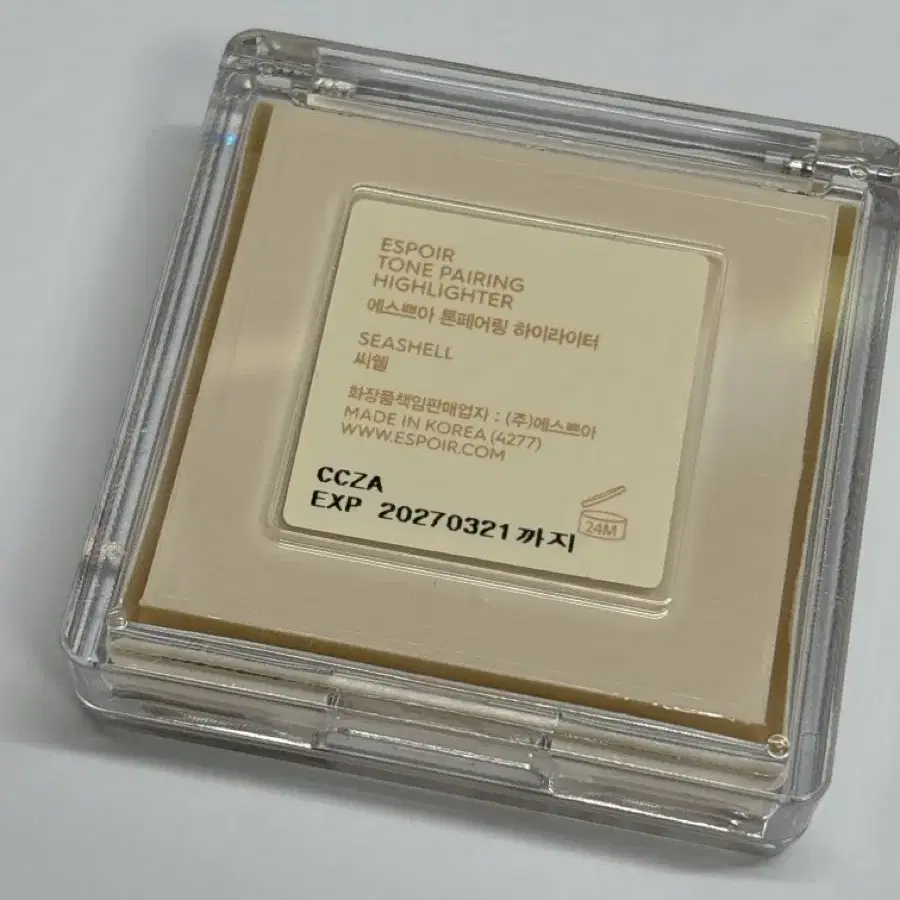 ESPOIR
TONE PAIRING
HIGHLIGHTER
에스쁘아 톤페어링 하이라이터
SEASHELL
씨쉘
화장품책임판매업자 : (주)에스쁘아
MADE IN KOREA (4277)
WWW.ESPOIR.COM
CCZA
EXP 20270321까지
24M